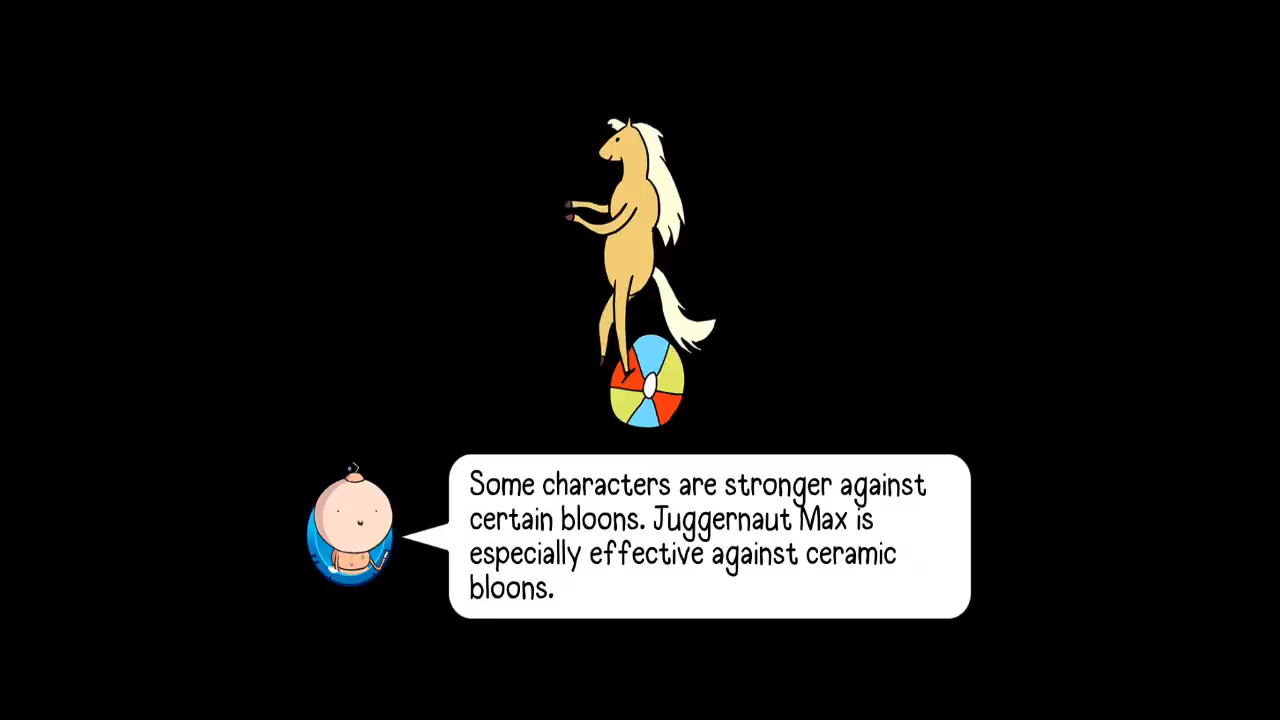 Some characters are stronger against
certain bloons. Juggernaut Max is
especially effective against ceramic
bloons.